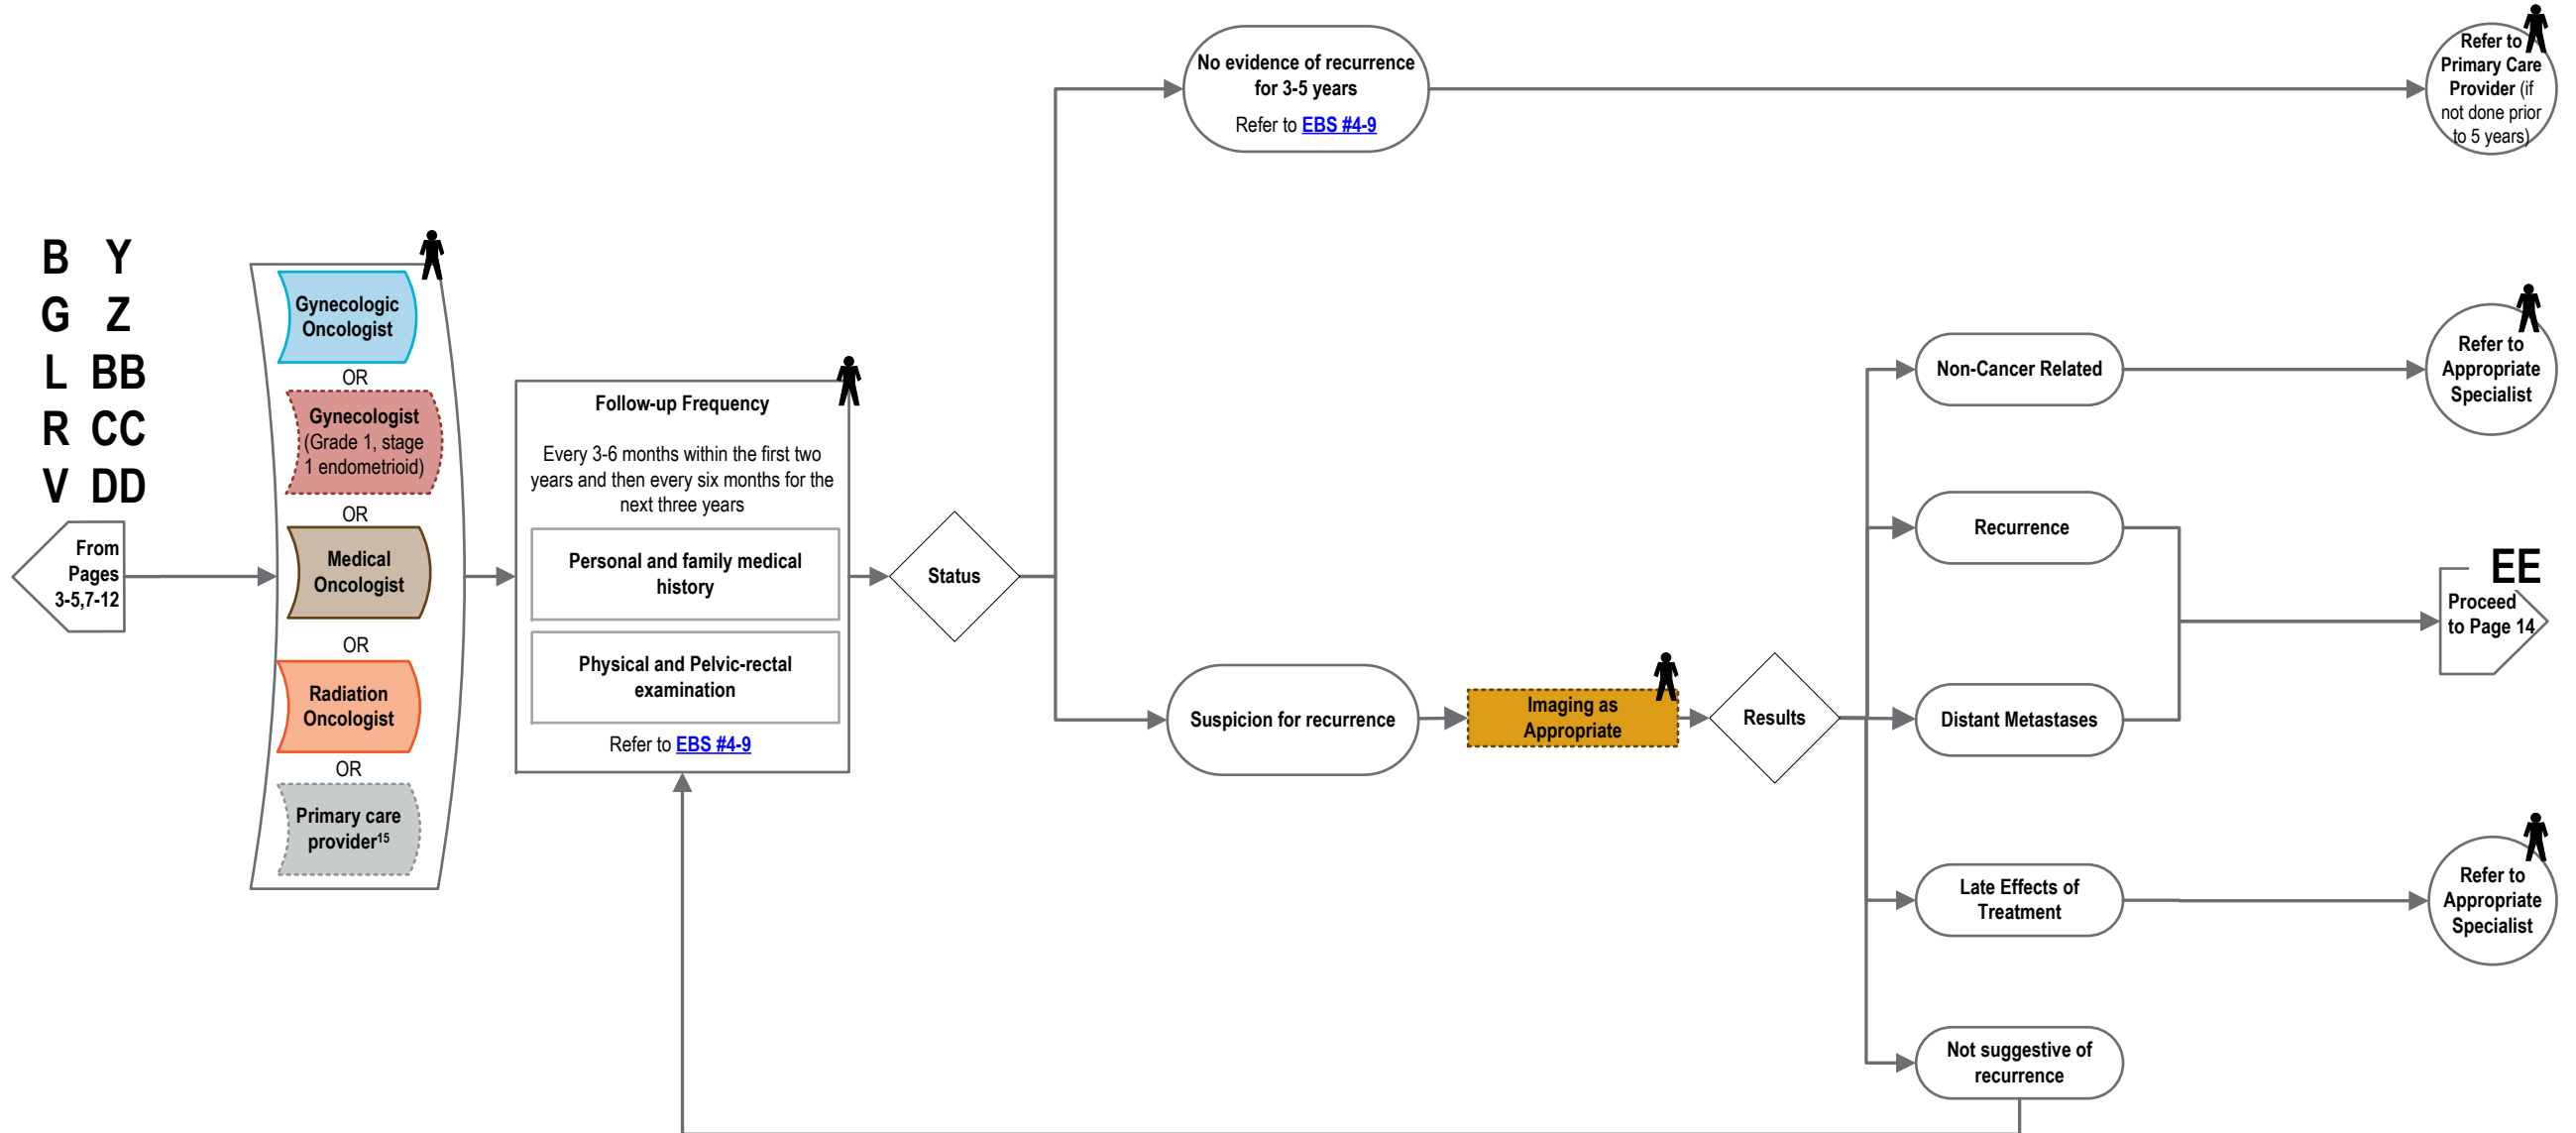 B Y
G Z
L BB
R CC
V DD
From
Pages
3-5,7-12
Gynecologic
Oncologist
OR
Gynecologist
(Grade 1, stage
1 endometrioid)
OR
Medical
Oncologist
OR
Radiation
Oncologist
OR
Primary care
provider¹⁵
Follow-up Frequency
Every 3-6 months within the first two
years and then every six months for the
next three years
Personal and family medical
history
Physical and Pelvic-rectal
examination
Refer to EBS #4-9
Status
No evidence of recurrence
for 3-5 years
Refer to EBS #4-9
Refer to
Primary Care
Provider (if
not done prior
to 5 years)
Suspicion for recurrence
Imaging as
Appropriate
Results
Non-Cancer Related
Refer to
Appropriate
Specialist
Recurrence
Distant Metastases
EE
Proceed
to Page 14
Late Effects of
Treatment
Refer to
Appropriate
Specialist
Not suggestive of
recurrence